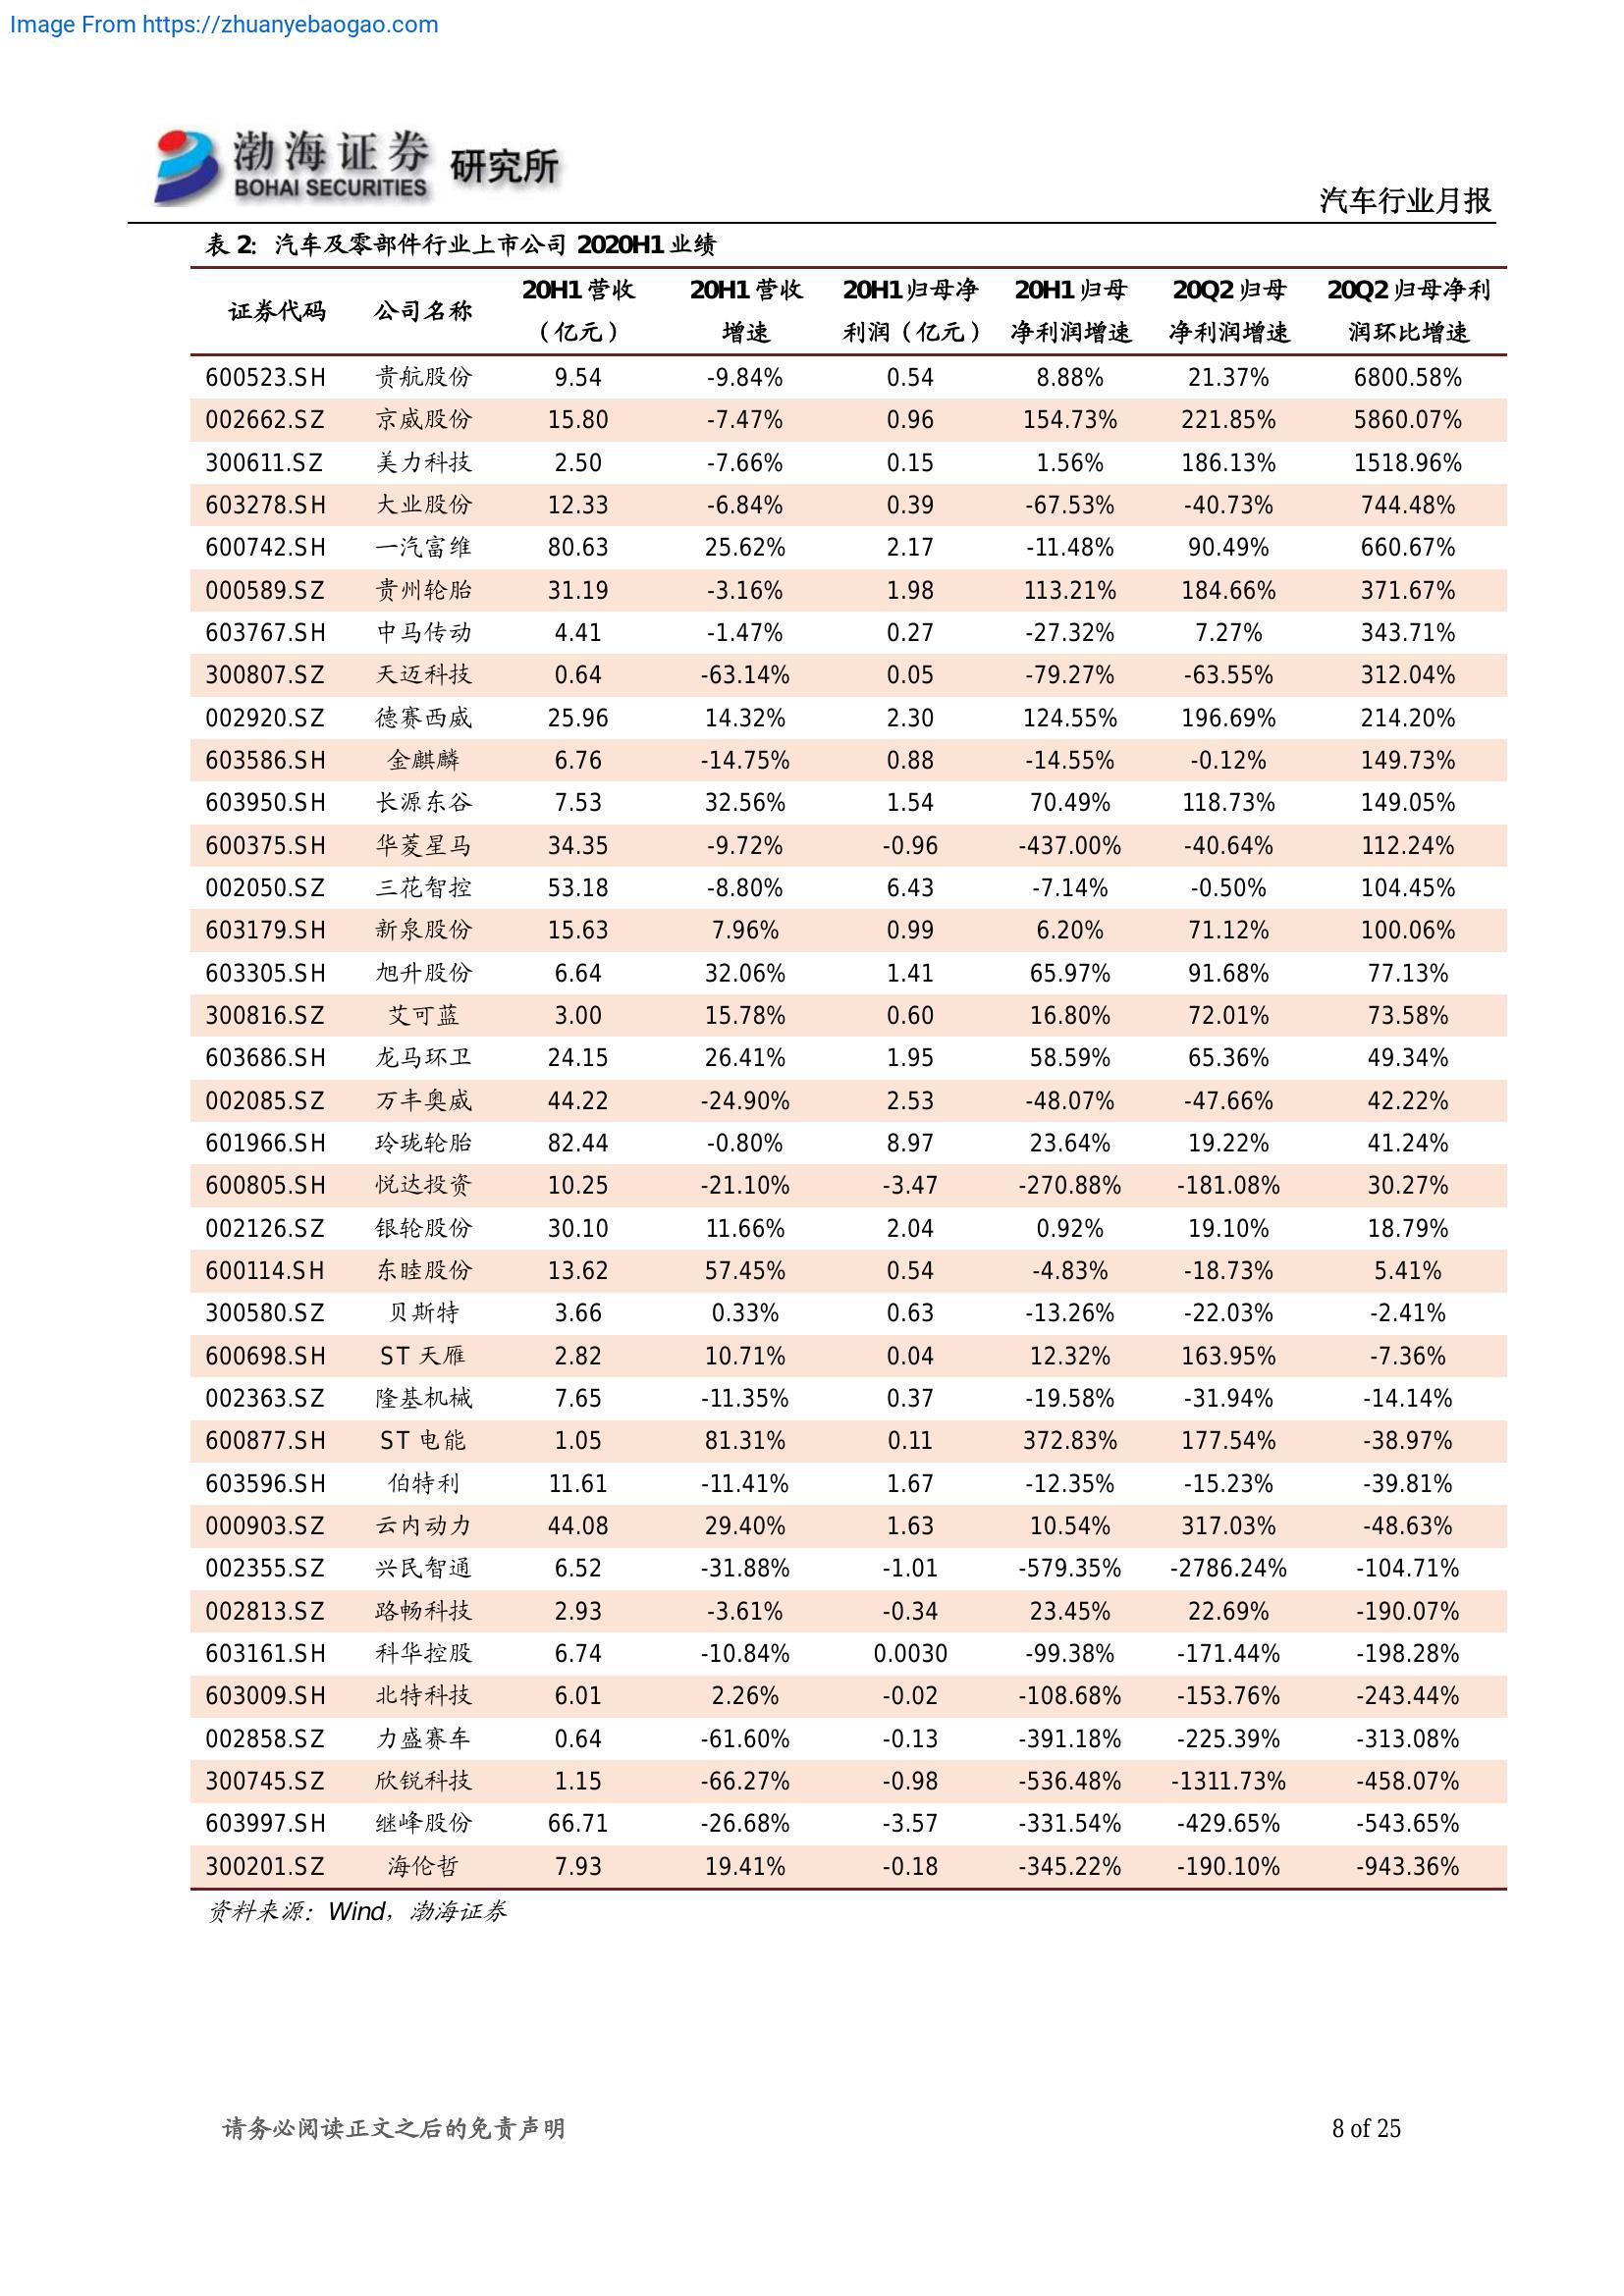 Image From https://zhuanyebaogao.com
渤海证券 研究所
BOHAI SECURITIES
汽车行业月报
表 2：汽车及零部件行业上市公司 2020H1 业绩
证券代码 公司名称 20H1 营收（亿元） 20H1 营收增速 20H1 归母净利润（亿元） 20H1 归母净利润增速 20Q2 归母净利润增速 20Q2 归母净利润环比增速
600523.SH 贵航股份 9.54 -9.84% 0.54 8.88% 21.37% 6800.58%
002662.SZ 京威股份 15.80 -7.47% 0.96 154.73% 221.85% 5860.07%
300611.SZ 美力科技 2.50 -7.66% 0.15 1.56% 186.13% 1518.96%
603278.SH 大业股份 12.33 -6.84% 0.39 -67.53% -40.73% 744.48%
600742.SH 一汽富维 80.63 25.62% 2.17 -11.48% 90.49% 660.67%
000589.SZ 贵州轮胎 31.19 -3.16% 1.98 113.21% 184.66% 371.67%
603767.SH 中马传动 4.41 -1.47% 0.27 -27.32% 7.27% 343.71%
300807.SZ 天迈科技 0.64 -63.14% 0.05 -79.27% -63.55% 312.04%
002920.SZ 德赛西威 25.96 14.32% 2.30 124.55% 196.69% 214.20%
603586.SH 金麒麟 6.76 -14.75% 0.88 -14.55% -0.12% 149.73%
603950.SH 长源东谷 7.53 32.56% 1.54 70.49% 118.73% 149.05%
600375.SH 华菱星马 34.35 -9.72% -0.96 -437.00% -40.64% 112.24%
002050.SZ 三花智控 53.18 -8.80% 6.43 -7.14% -0.50% 104.45%
603179.SH 新泉股份 15.63 7.96% 0.99 6.20% 71.12% 100.06%
603305.SH 旭升股份 6.64 32.06% 1.41 65.97% 91.68% 77.13%
300816.SZ 艾可蓝 3.00 15.78% 0.60 16.80% 72.01% 73.58%
603686.SH 龙马环卫 24.15 26.41% 1.95 58.59% 65.36% 49.34%
002085.SZ 万丰奥威 44.22 -24.90% 2.53 -48.07% -47.66% 42.22%
601966.SH 玲珑轮胎 82.44 -0.80% 8.97 23.64% 19.22% 41.24%
600805.SH 悦达投资 10.25 -21.10% -3.47 -270.88% -181.08% 30.27%
002126.SZ 银轮股份 30.10 11.66% 2.04 0.92% 19.10% 18.79%
600114.SH 东睦股份 13.62 57.45% 0.54 -4.83% -18.73% 5.41%
300580.SZ 贝斯特 3.66 0.33% 0.63 -13.26% -22.03% -2.41%
600698.SH ST 天雁 2.82 10.71% 0.04 12.32% 163.95% -7.36%
002363.SZ 隆基机械 7.65 -11.35% 0.37 -19.58% -31.94% -14.14%
600877.SH ST 电能 1.05 81.31% 0.11 372.83% 177.54% -38.97%
603596.SH 伯特利 11.61 -11.41% 1.67 -12.35% -15.23% -39.81%
000903.SZ 云内动力 44.08 29.40% 1.63 10.54% 317.03% -48.63%
002355.SZ 兴民智通 6.52 -31.88% -1.01 -579.35% -2786.24% -104.71%
002813.SZ 路畅科技 2.93 -3.61% -0.34 23.45% 22.69% -190.07%
603161.SH 科华控股 6.74 -10.84% 0.0030 -99.38% -171.44% -198.28%
603009.SH 北特科技 6.01 2.26% -0.02 -108.68% -153.76% -243.44%
002858.SZ 力盛赛车 0.64 -61.60% -0.13 -391.18% -225.39% -313.08%
300745.SZ 欣锐科技 1.15 -66.27% -0.98 -536.48% -1311.73% -458.07%
603997.SH 继峰股份 66.71 -26.68% -3.57 -331.54% -429.65% -543.65%
300201.SZ 海伦哲 7.93 19.41% -0.18 -345.22% -190.10% -943.36%
资料来源：Wind，渤海证券
请务必阅读正文之后的免责声明 8 of 25